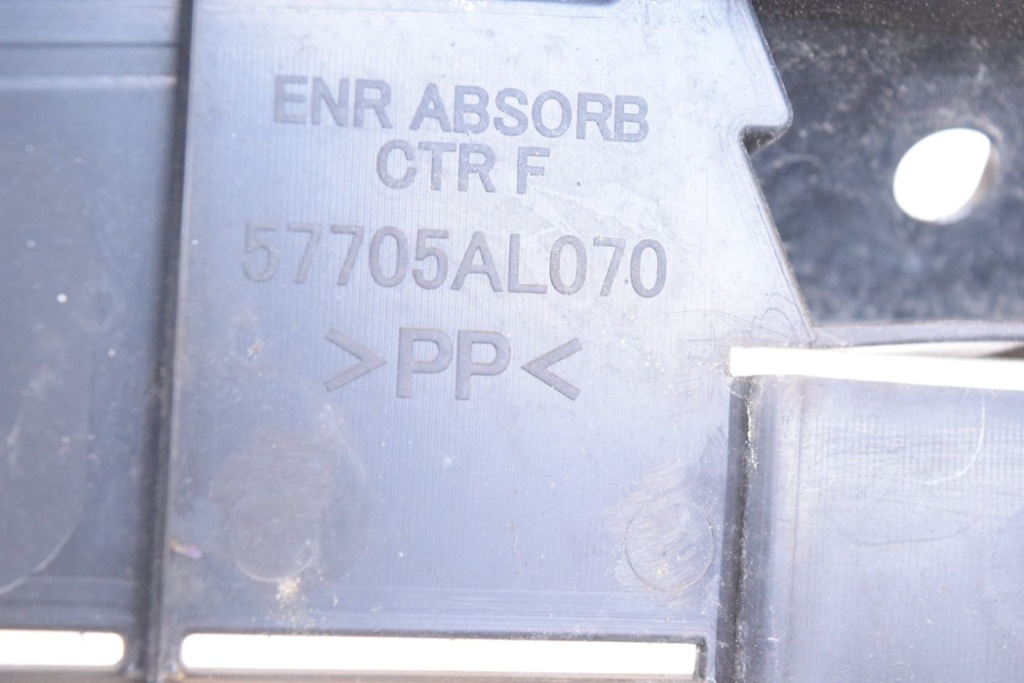 ENR ABSORB
CTR F
57705AL070
>PP<